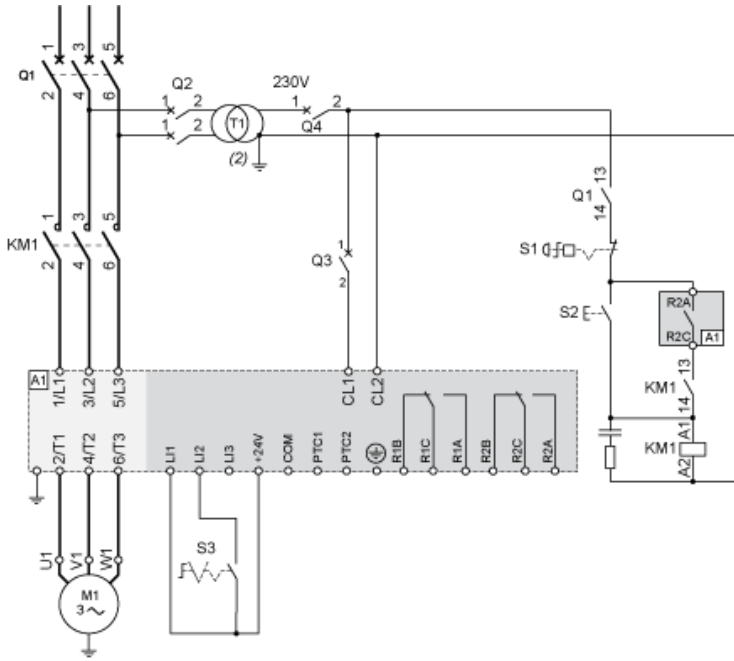 1 3 5
Q1
2 4 6
Q2
1 2
1 2
T1
(2)
230V
1 2
Q4
13
Q1
14
1 3 5
KM1
2 4 6
1
Q3
2
S1
S2
R2A
R2C
A1
13
KM1
14
A1
KM1
A2
A1
1/L1 3/L2 5/L3
CL1 CL2
2/T1 4/T2 6/T3
LI1 LI2 LI3 +24V COM PTC1 PTC2 R1B R1C R1A R2B R2C R2A
S3
U1 V1 W1
M1
3